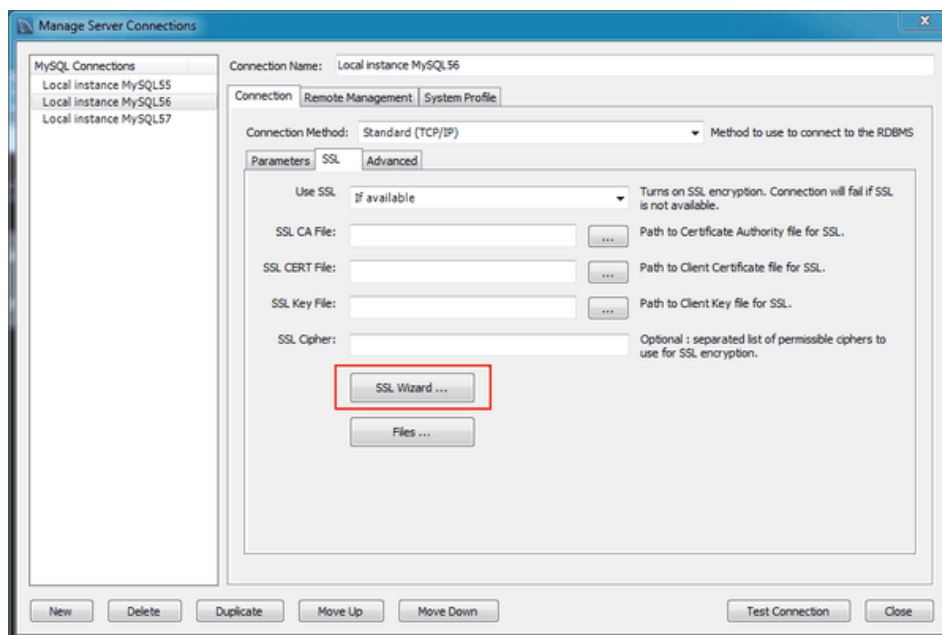 Manage Server Connections
MySQL Connections
Local instance MySQL55
Local instance MySQL56
Local instance MySQL57
Connection Name: Local instance MySQL56
Connection Remote Management System Profile
Connection Method: Standard (TCP/IP) Method to use to connect to the RDBMS
Parameters SSL Advanced
Use SSL If available Turns on SSL encryption. Connection will fail if SSL
is not available.
SSL CA File: ... Path to Certificate Authority file for SSL.
SSL CERT File: ... Path to Client Certificate file for SSL.
SSL Key File: ... Path to Client Key file for SSL.
SSL Cipher: Optional : separated list of permissible ciphers to
use for SSL encryption.
SSL Wizard ...
Files ...
New Delete Duplicate Move Up Move Down Test Connection Close